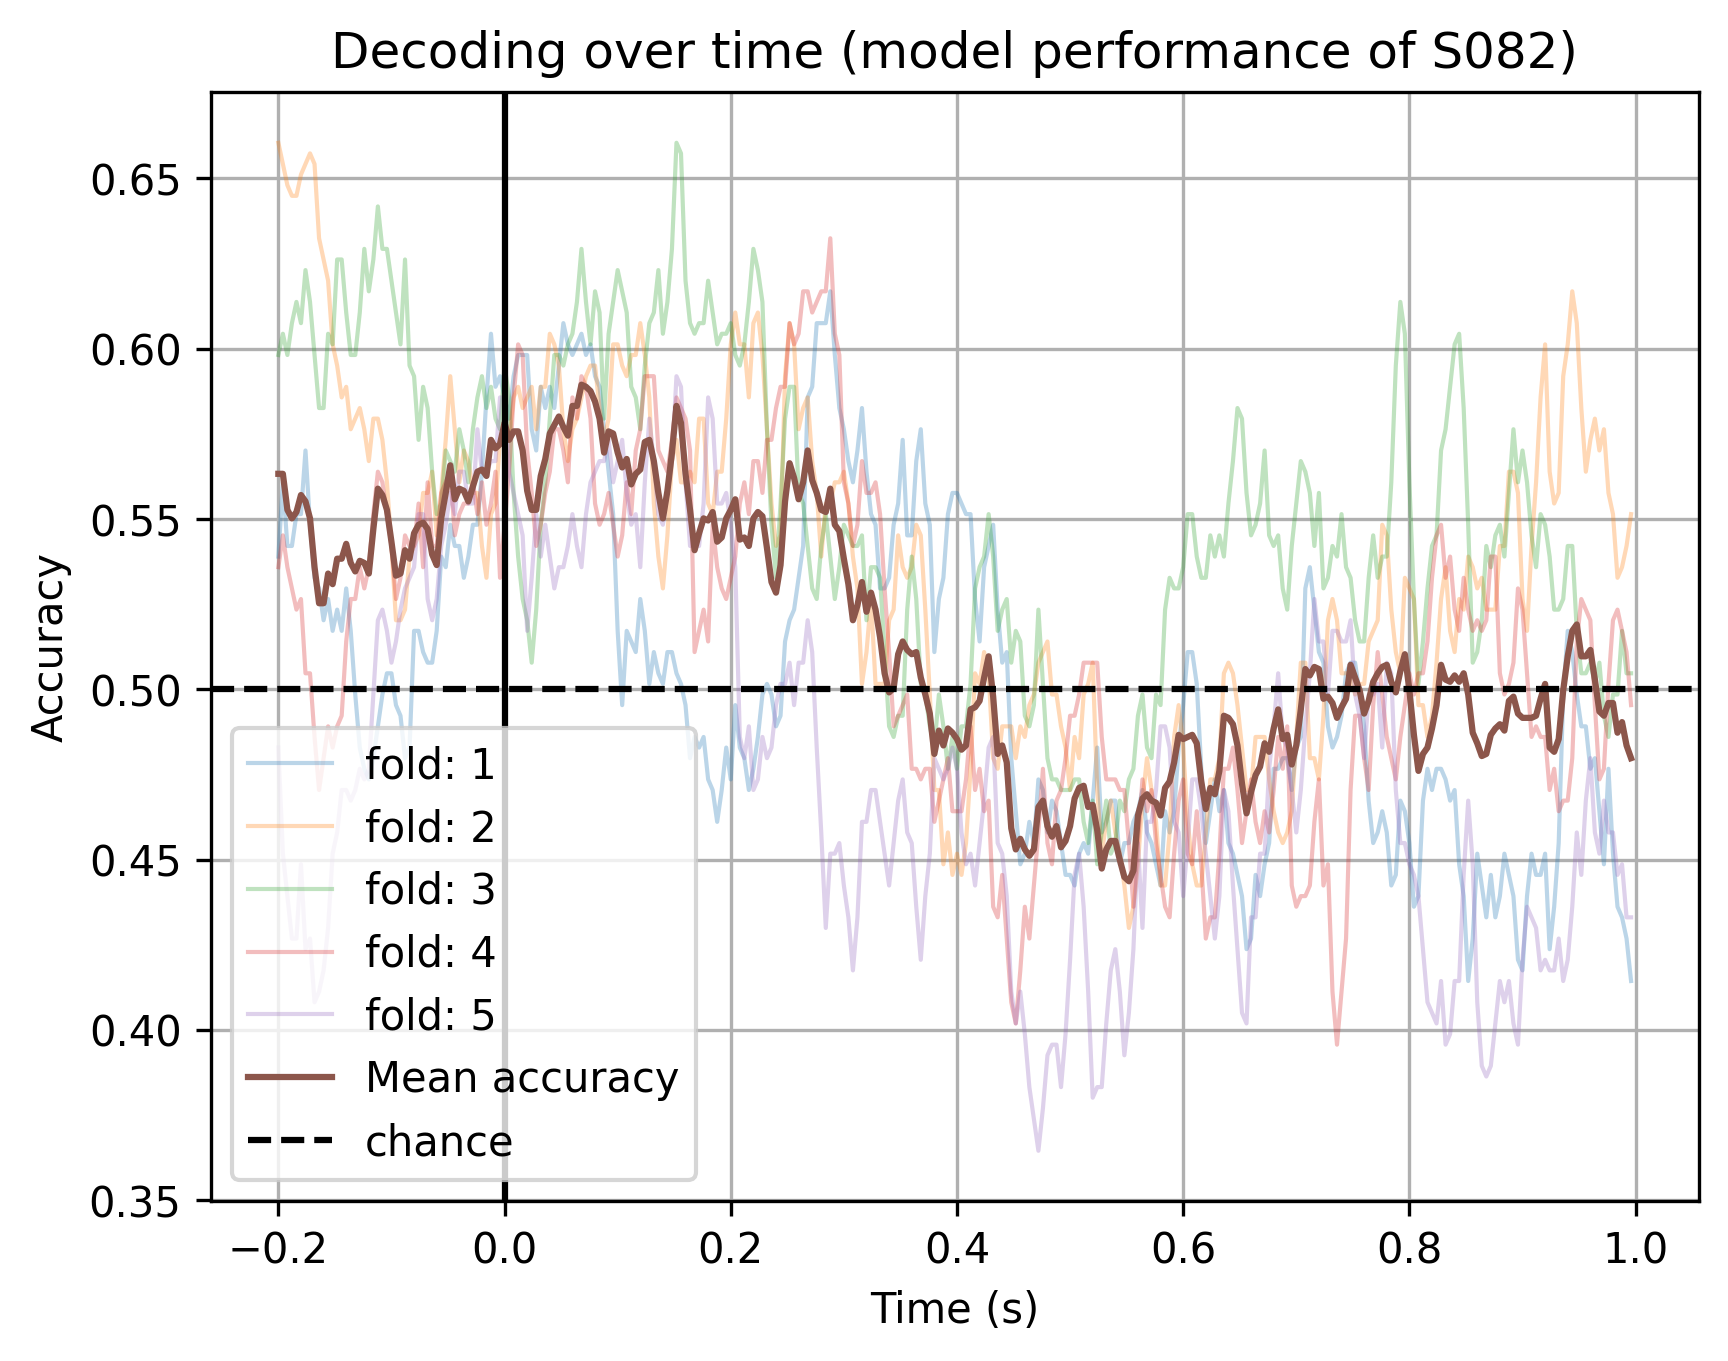 Decoding over time (model performance of S082)
Accuracy
0.65
0.60
0.55
0.50
0.45
0.40
0.35
fold: 1
fold: 2
fold: 3
fold: 4
fold: 5
Mean accuracy
chance
−0.2 0.0 0.2 0.4 0.6 0.8 1.0
Time (s)